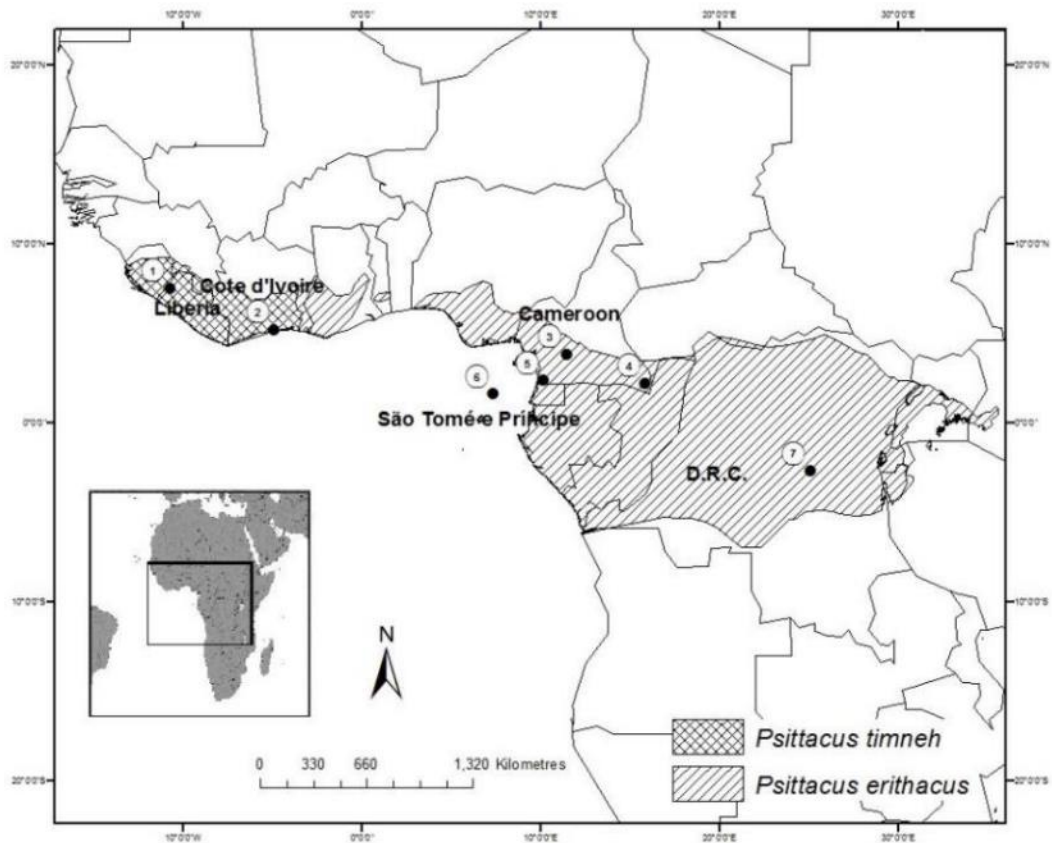 10°0'0"W 0°0'0" 10°0'0"E 20°0'0"E 30°0'0"E
20°0'0"N 20°0'0"N
10°0'0"N 10°0'0"N
1 Cote d'Ivoire
Liberia 2 Cameroon
3
5 4
6
São Tomé e Príncipe
0°0'0" 0°0'0"
7
D.R.C.
10°0'0"S 10°0'0"S
N
Psittacus timneh
0 330 660 1,320 Kilometres
Psittacus erithacus
20°0'0"S 20°0'0"S
10°0'0"W 0°0'0" 10°0'0"E 20°0'0"E 30°0'0"E